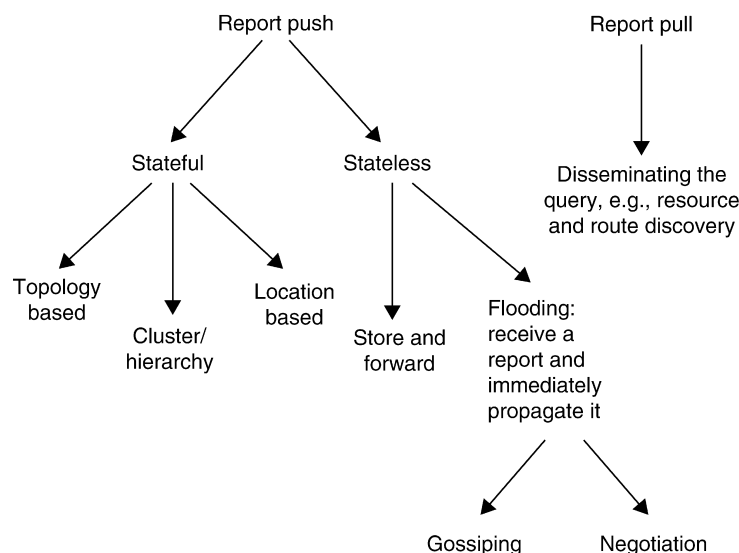 Report push
Report pull
Stateful
Stateless
Disseminating the
query, e.g., resource
and route discovery
Topology
based
Cluster/
hierarchy
Location
based
Store and
forward
Flooding:
receive a
report and
immediately
propagate it
Gossiping
Negotiation